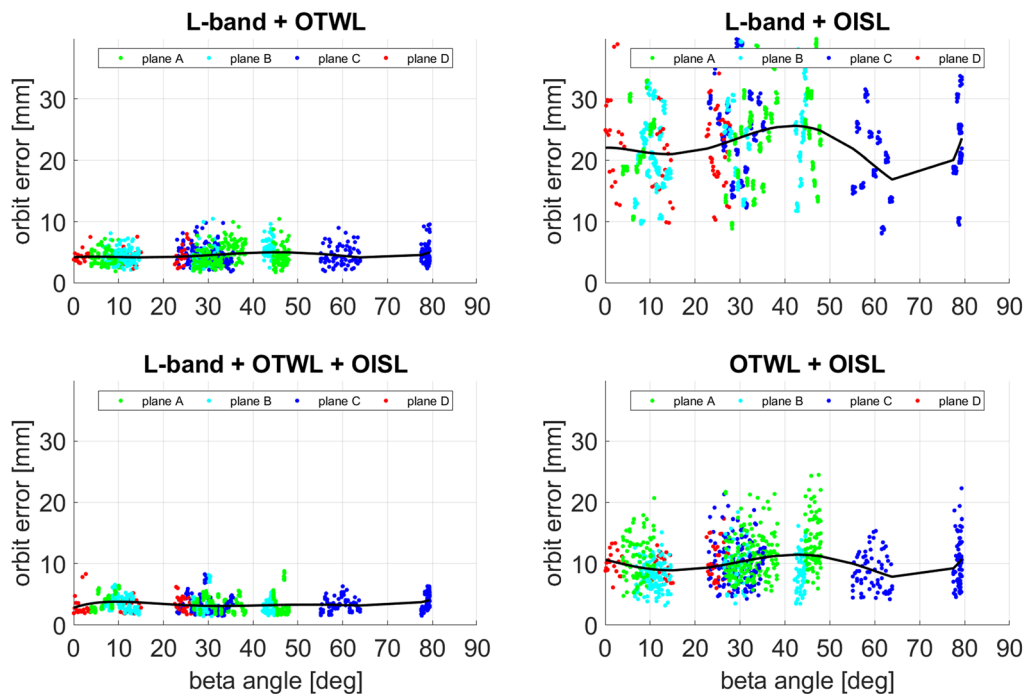 L-band + OTWL
plane A plane B plane C plane D
orbit error [mm]
30
20
10
0
0 10 20 30 40 50 60 70 80 90
L-band + OISL
plane A plane B plane C plane D
orbit error [mm]
30
20
10
0
0 10 20 30 40 50 60 70 80 90
L-band + OTWL + OISL
plane A plane B plane C plane D
orbit error [mm]
30
20
10
0
0 10 20 30 40 50 60 70 80 90
beta angle [deg]
OTWL + OISL
plane A plane B plane C plane D
orbit error [mm]
30
20
10
0
0 10 20 30 40 50 60 70 80 90
beta angle [deg]